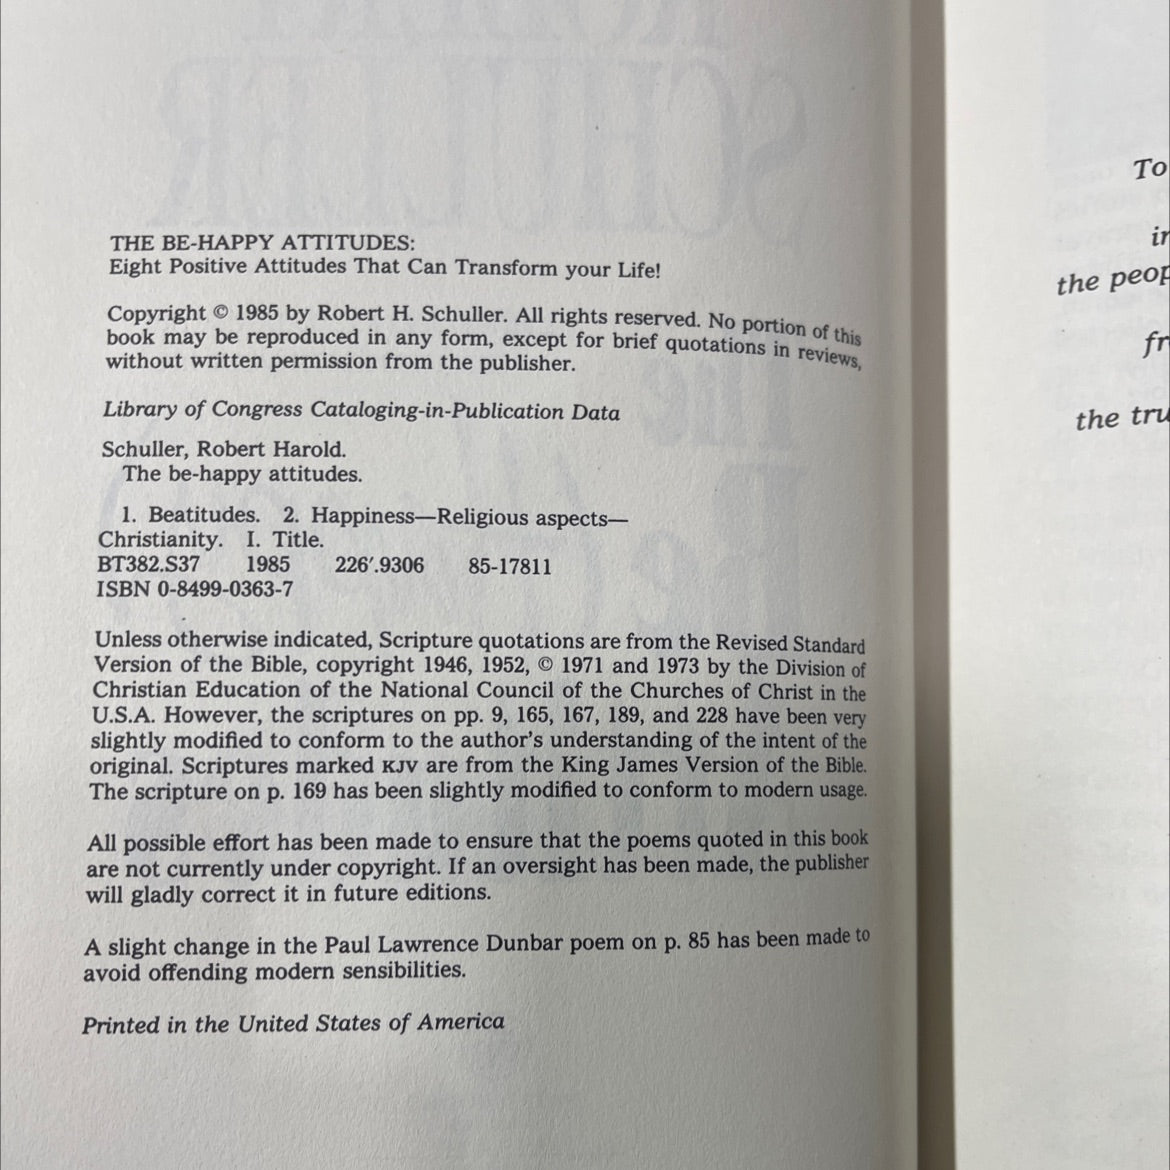 THE BE-HAPPY ATTITUDES:
Eight Positive Attitudes That Can Transform your Life!
Copyright © 1985 by Robert H. Schuller. All rights reserved. No portion of this
book may be reproduced in any form, except for brief quotations in reviews,
without written permission from the publisher.
Library of Congress Cataloging-in-Publication Data
Schuller, Robert Harold.
The be-happy attitudes.
1. Beatitudes. 2. Happiness—Religious aspects—
Christianity. I. Title.
BT382.S37 1985 226′.9306 85-17811
ISBN 0-8499-0363-7
Unless otherwise indicated, Scripture quotations are from the Revised Standard
Version of the Bible, copyright 1946, 1952, © 1971 and 1973 by the Division of
Christian Education of the National Council of the Churches of Christ in the
U.S.A. However, the scriptures on pp. 9, 165, 167, 189, and 228 have been very
slightly modified to conform to the author's understanding of the intent of the
original. Scriptures marked KJV are from the King James Version of the Bible.
The scripture on p. 169 has been slightly modified to conform to modern usage.
All possible effort has been made to ensure that the poems quoted in this book
are not currently under copyright. If an oversight has been made, the publisher
will gladly correct it in future editions.
A slight change in the Paul Lawrence Dunbar poem on p. 85 has been made to
avoid offending modern sensibilities.
Printed in the United States of America
To
the
the